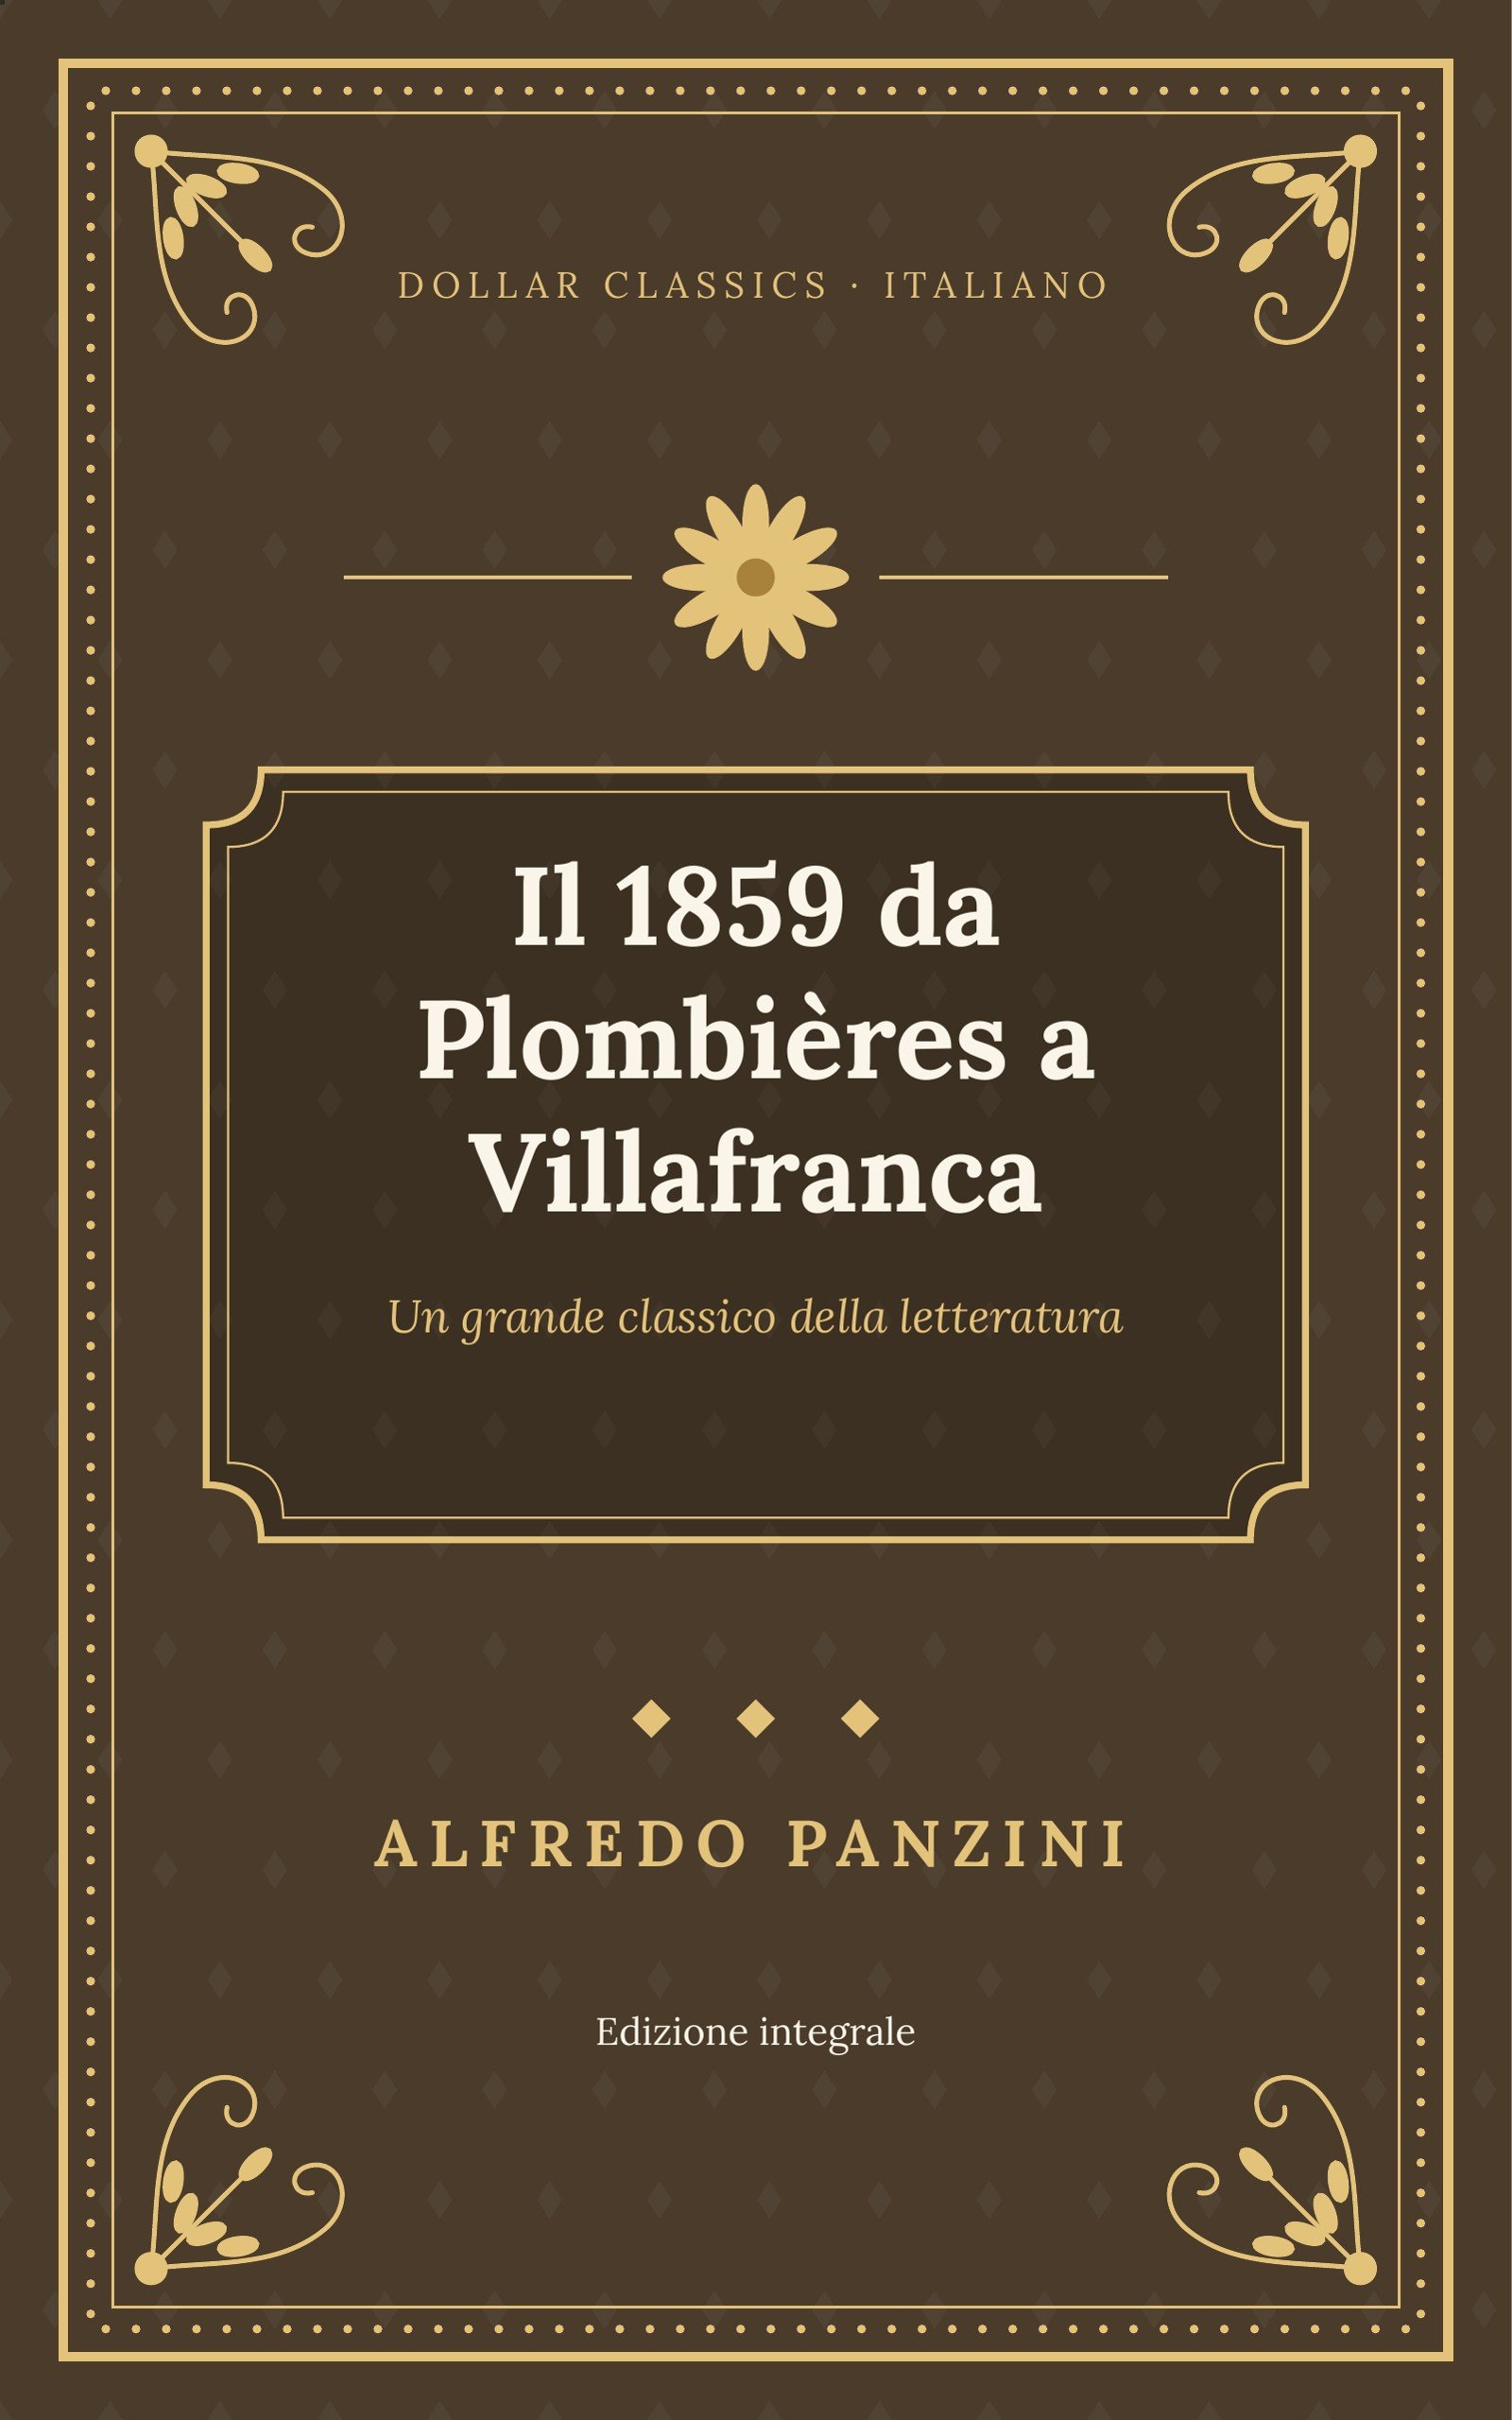 DOLLAR CLASSICS · ITALIANO
Il 1859 da
Plombières a
Villafranca
Un grande classico della letteratura
ALFREDO PANZINI
Edizione integrale